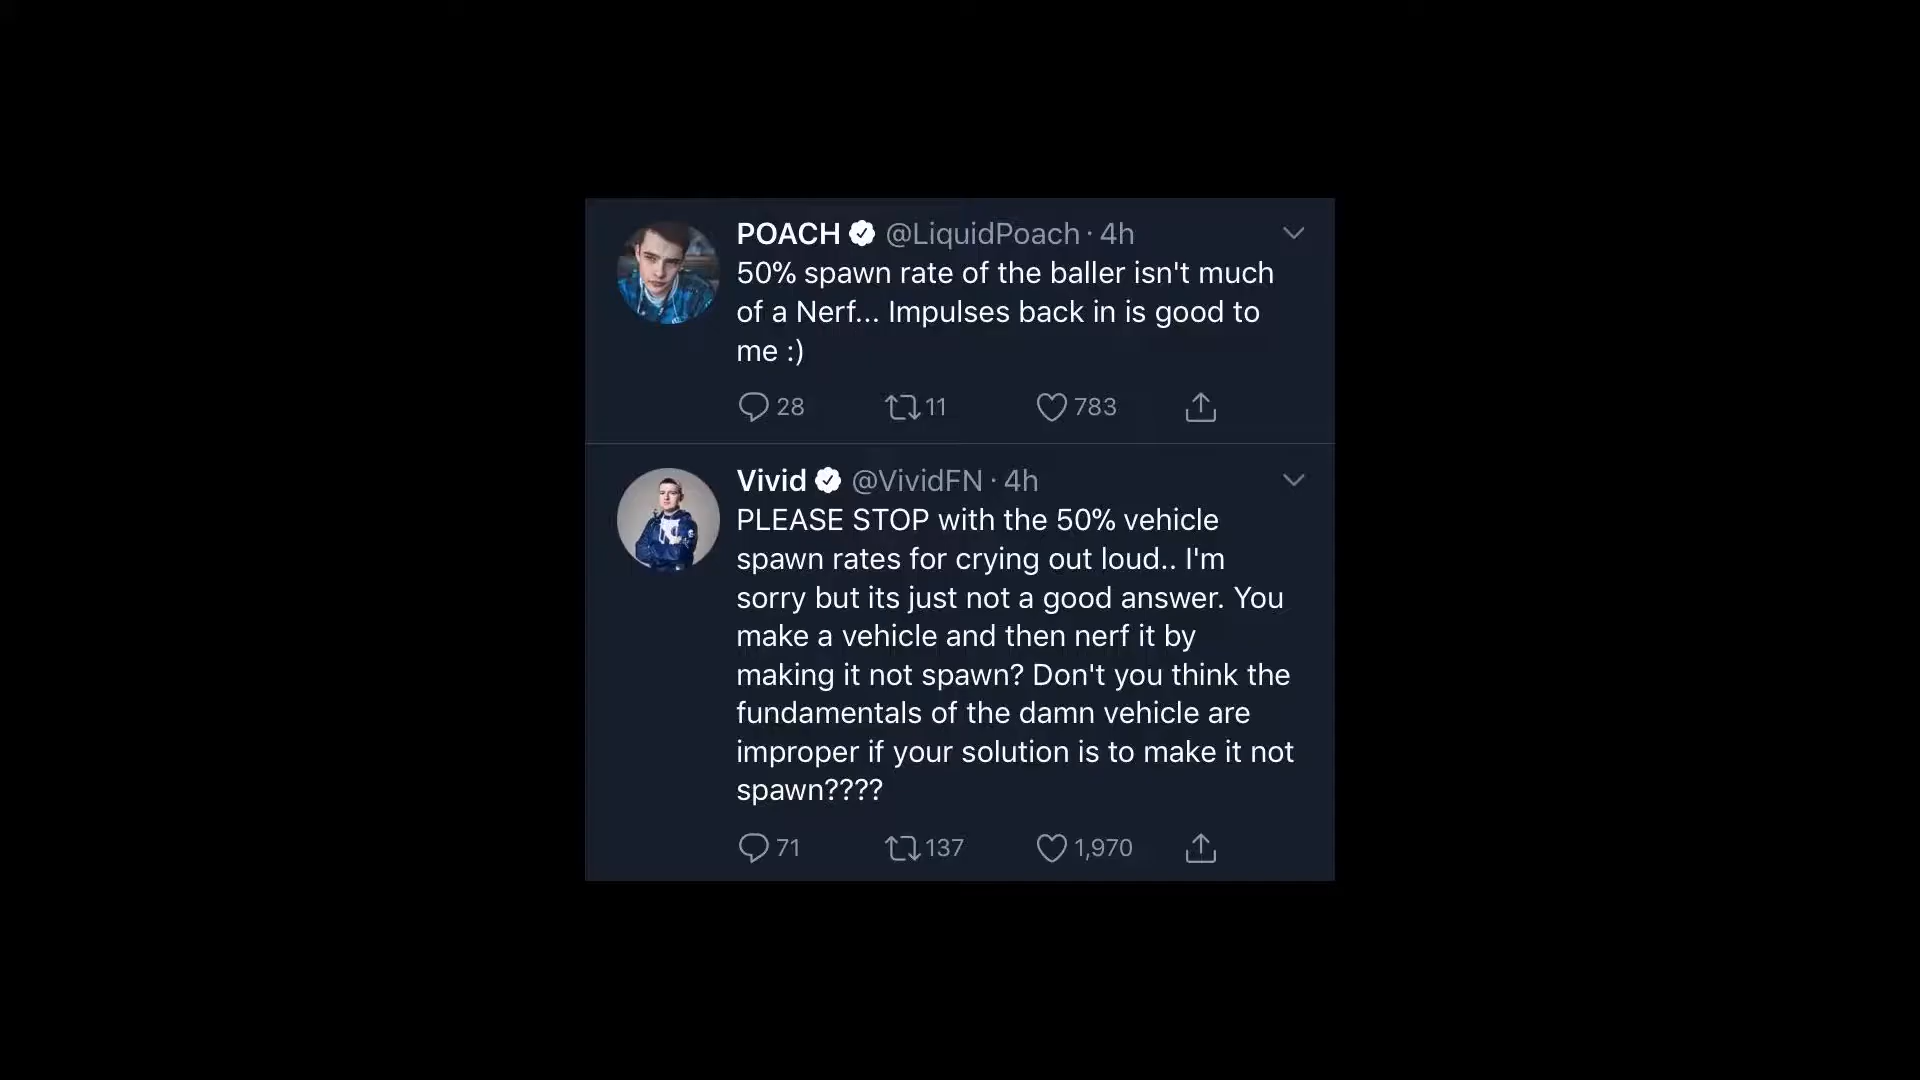 POACH @LiquidPoach · 4h
50% spawn rate of the baller isn't much
of a Nerf... Impulses back in is good to
me :)
28 11 783
Vivid @VividFN · 4h
PLEASE STOP with the 50% vehicle
spawn rates for crying out loud.. I'm
sorry but its just not a good answer. You
make a vehicle and then nerf it by
making it not spawn? Don't you think the
fundamentals of the damn vehicle are
improper if your solution is to make it not
spawn????
71 137 1,970